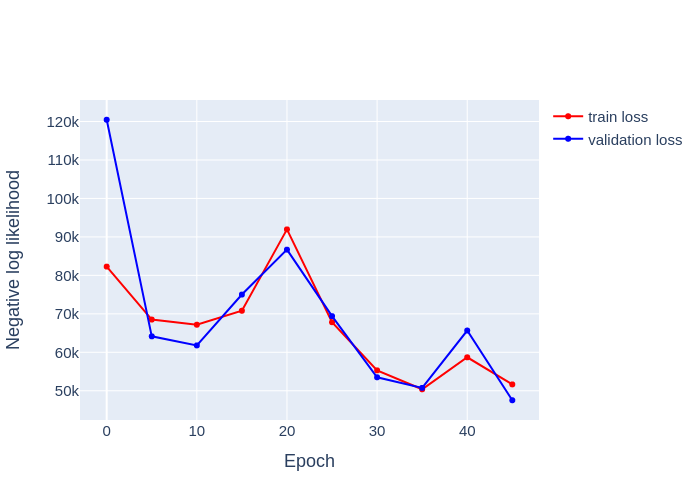 train loss
validation loss
120k
110k
100k
90k
80k
70k
60k
50k
Negative log likelihood
0 10 20 30 40
Epoch